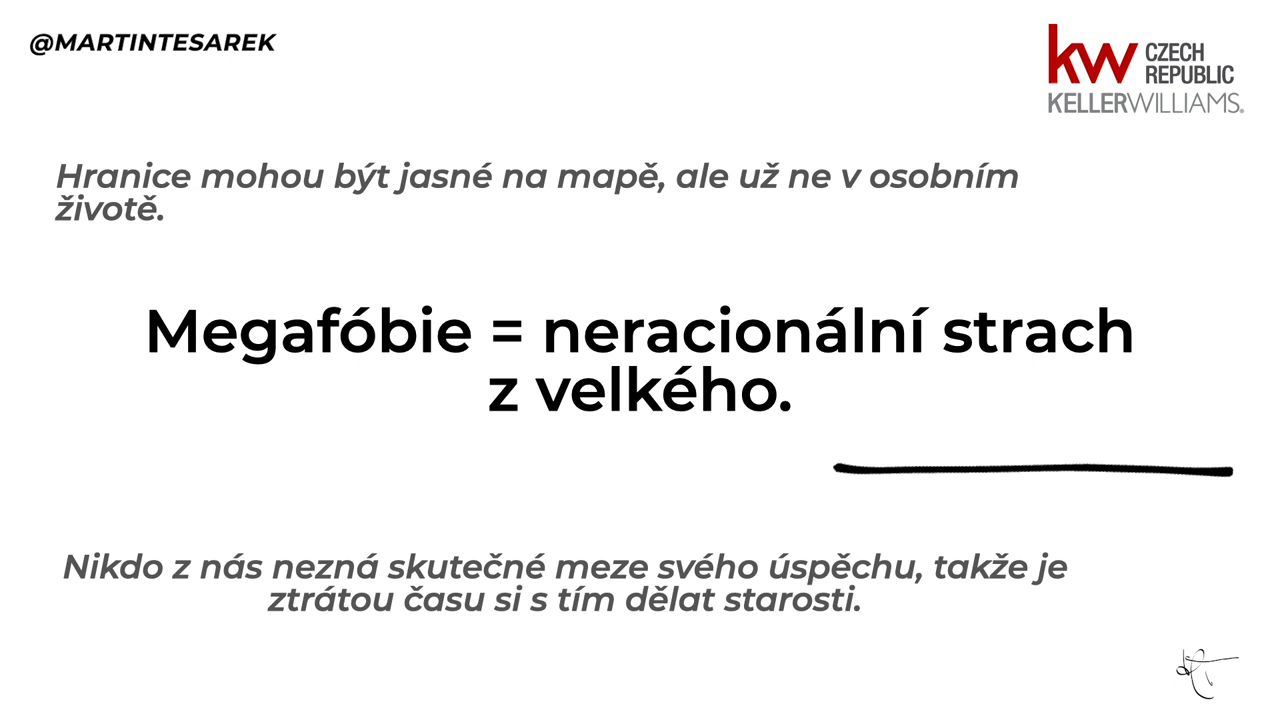 @MARTINTESAREK
kw CZECH
REPUBLIC
KELLERWILLIAMS.
Hranice mohou být jasné na mapě, ale už ne v osobním
životě.
Megafóbie = neracionální strach
z velkého.
Nikdo z nás nezná skutečné meze svého úspěchu, takže je
ztrátou času si s tím dělat starosti.